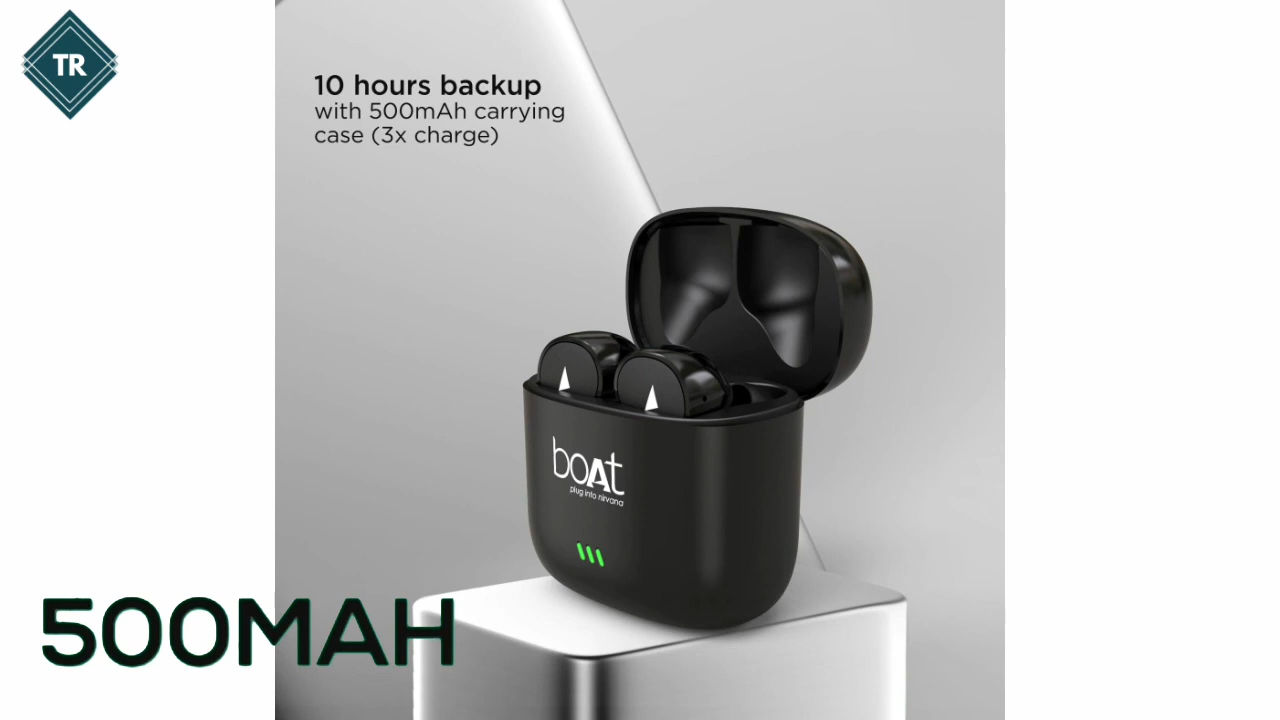 TR
10 hours backup
with 500mAh carrying
case (3x charge)
boAt
plug into nirvana
500MAH